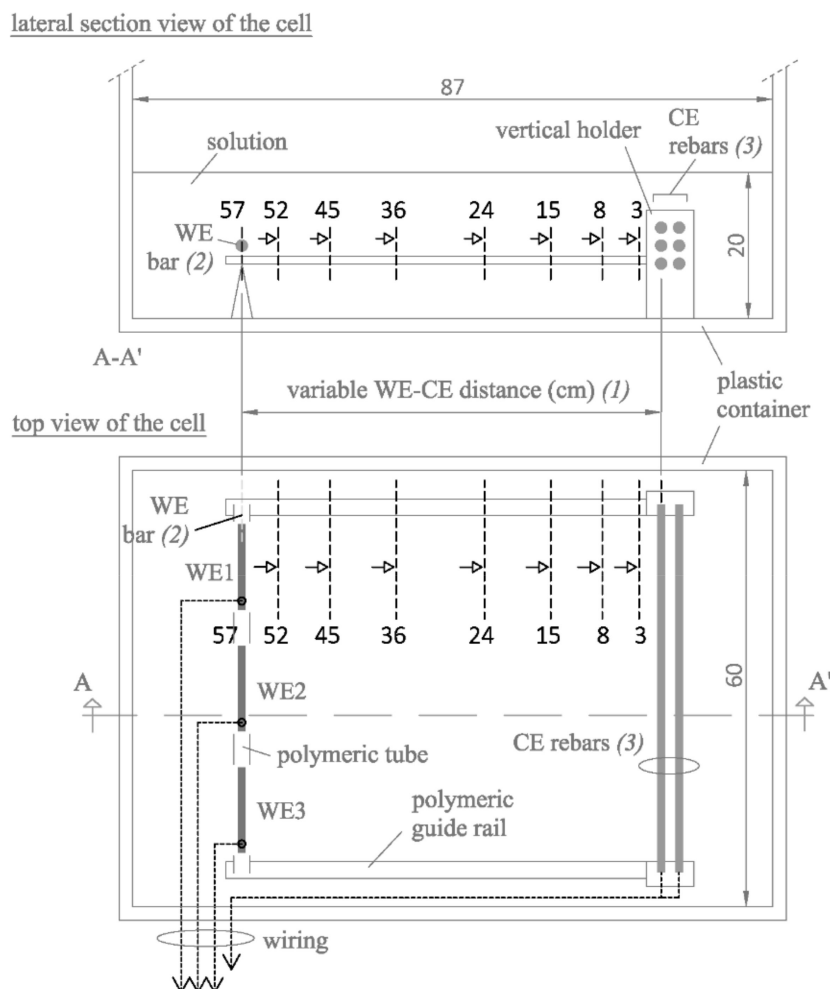 lateral section view of the cell
87
CE
rebars (3)
vertical holder
solution
57 52 45 36 24 15 8 3
WE
bar (2)
20
A-A'
variable WE-CE distance (cm) (1)
plastic
container
top view of the cell
WE
bar (2)
WE1
57 52 45 36 24 15 8 3
A
A'
WE2
60
CE rebars (3)
polymeric tube
WE3
polymeric
guide rail
wiring